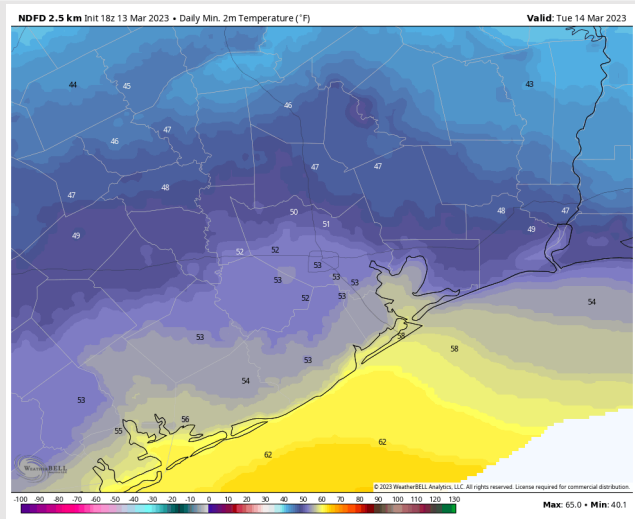 NDFD 2.5 km Init 18z 13 Mar 2023 • Daily Min. 2m Temperature (°F) Valid: Tue 14 Mar 2023
44 45 43
46
47
46
47 47
48
47
50 48 47
51 49
49
52 52
53
53 53 53
52 53 54
53 58
58
53
54
53
56
55
62
62
WeatherBELL
© 2023 WeatherBELL Analytics, LLC. All rights reserved. License required for commercial distribution.
-100 -90 -80 -70 -60 -50 -40 -30 -20 -10 0 10 20 30 40 50 60 70 80 90 100 110 120 130
Max: 65.0 • Min: 40.1